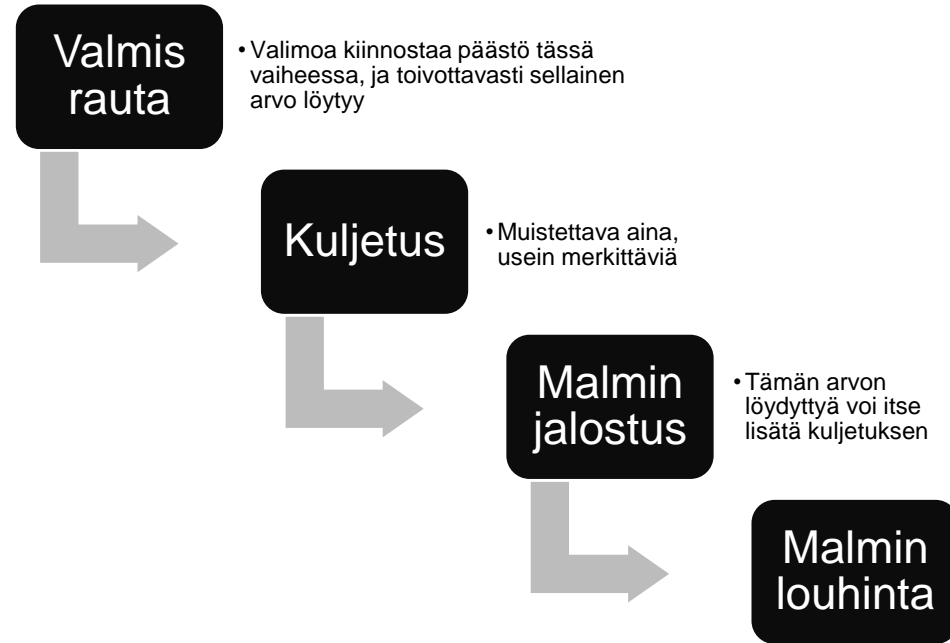 Valmis
rauta
• Valimoa kiinnostaa päästö tässä
vaiheessa, ja toivottavasti sellainen
arvo löytyy
Kuljetus
• Muistettava aina,
usein merkittäviä
Malmin
jalostus
• Tämän arvon
löydyttyä voi itse
lisätä kuljetuksen
Malmin
louhinta